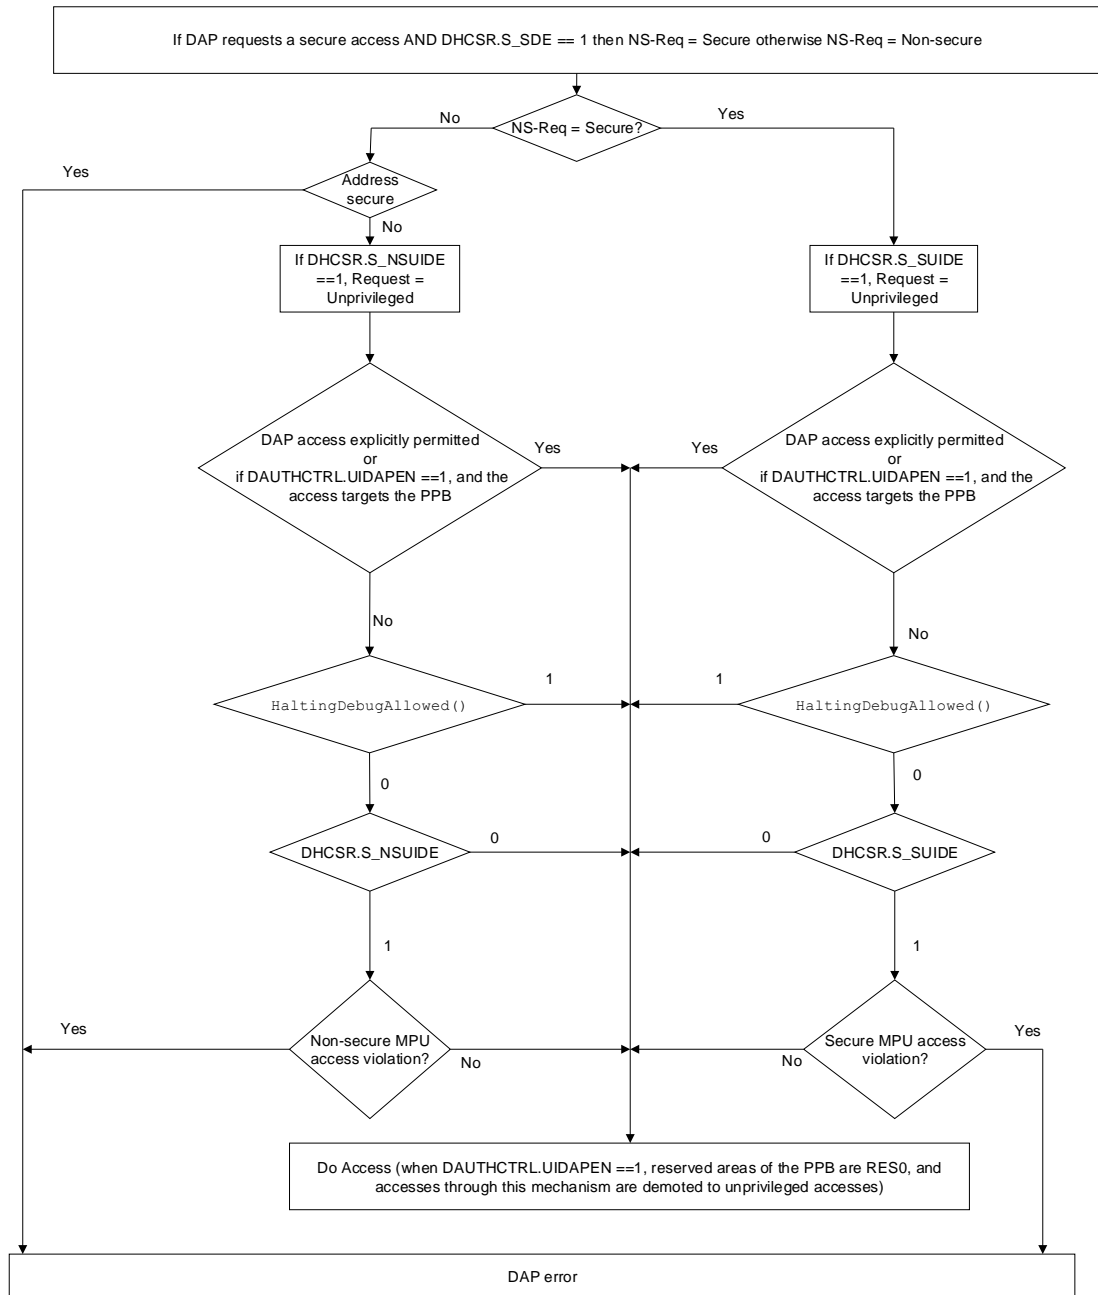 If DAP requests a secure access AND DHCSR.S_SDE == 1 then NS-Req = Secure otherwise NS-Req = Non-secure
No
NS-Req = Secure?
Yes
Yes
Address
secure
No
If DHCSR.S_NSUIDE
==1, Request =
Unprivileged
If DHCSR.S_SUIDE
==1, Request =
Unprivileged
DAP access explicitly permitted
or
if DAUTHCTRL.UIDAPEN ==1, and the
access targets the PPB
Yes
Yes
DAP access explicitly permitted
or
if DAUTHCTRL.UIDAPEN ==1, and the
access targets the PPB
No
No
HaltingDebugAllowed()
1
1
HaltingDebugAllowed()
0
0
DHCSR.S_NSUIDE
0
0
DHCSR.S_SUIDE
1
1
Yes
Non-secure MPU
access violation?
No
No
Secure MPU access
violation?
Yes
Do Access (when DAUTHCTRL.UIDAPEN ==1, reserved areas of the PPB are RES0, and
accesses through this mechanism are demoted to unprivileged accesses)
DAP error